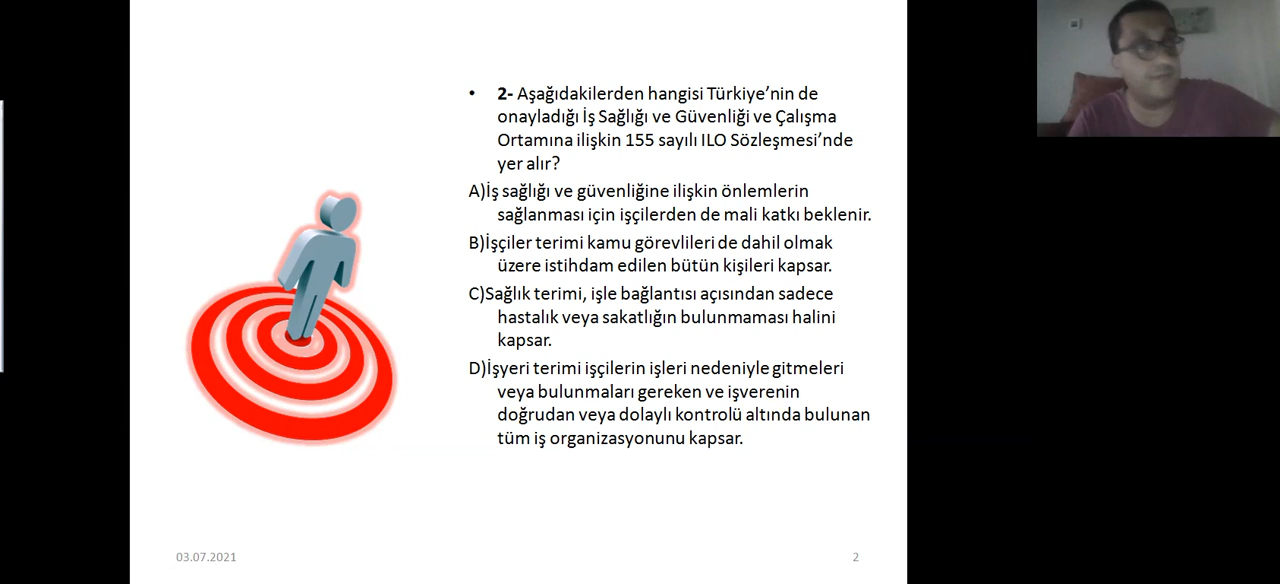 • 2- Aşağıdakilerden hangisi Türkiye’nin de
onayladığı İş Sağlığı ve Güvenliği ve Çalışma
Ortamına ilişkin 155 sayılı ILO Sözleşmesi’nde
yer alır?
A)İş sağlığı ve güvenliğine ilişkin önlemlerin
sağlanması için işçilerden de mali katkı beklenir.
B)İşçiler terimi kamu görevlileri de dahil olmak
üzere istihdam edilen bütün kişileri kapsar.
C)Sağlık terimi, işle bağlantısı açısından sadece
hastalık veya sakatlığın bulunmaması halini
kapsar.
D)İşyeri terimi işçilerin işleri nedeniyle gitmeleri
veya bulunmaları gereken ve işverenin
doğrudan veya dolaylı kontrolü altında bulunan
tüm iş organizasyonunu kapsar.
03.07.2021
2